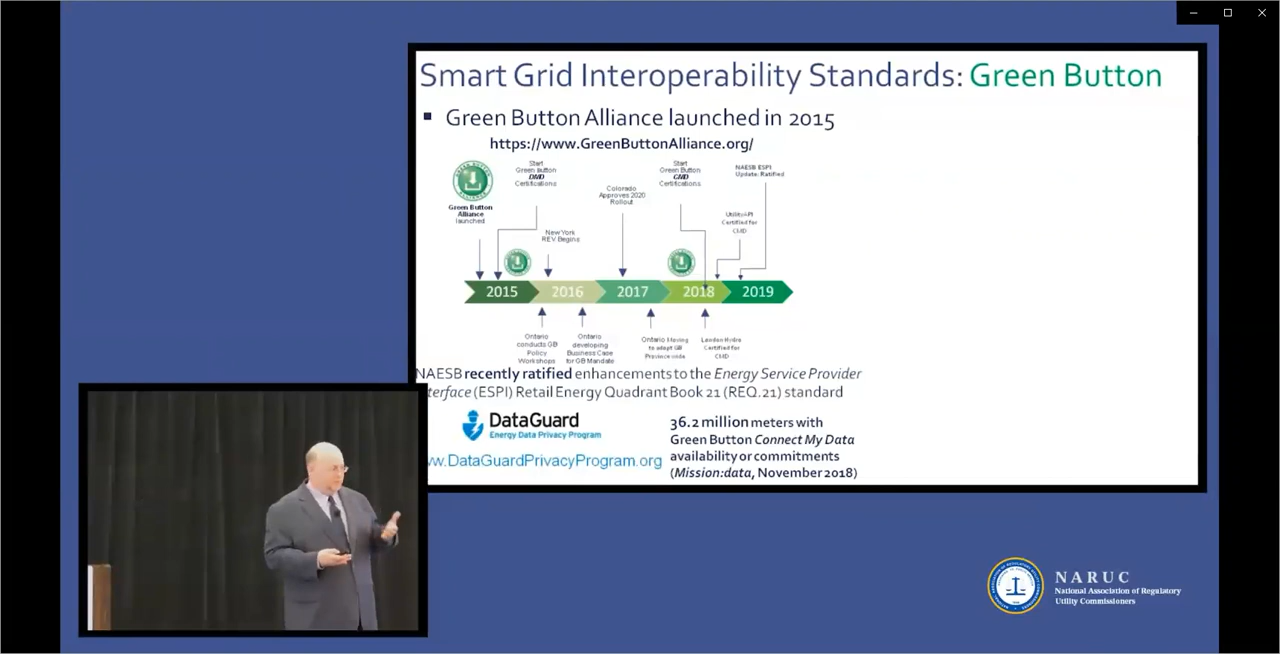 Smart Grid Interoperability Standards: Green Button
Green Button Alliance launched in 2015
https://www.GreenButtonAlliance.org/
Green Button
Alliance
launched
Start
Green Button
DMD
Certifications
New York
REV Begins
Colorado
Approves 2020
Rollout
Start
Green Button
CMD
Certifications
UtilityAPI
Certified for
CMD
NAESB ESPI
Update: Ratified
2015
2016
2017
2018
2019
Ontario
conducts GB
Policy
Workshops
Ontario
developing
Business Case
for GB Mandate
Ontario Moving
to adopt GB
Province wide
London Hydro
Certified for
CMD
NAESB recently ratified enhancements to the Energy Service Provider
terface (ESPI) Retail Energy Quadrant Book 21 (REQ.21) standard
DataGuard
Energy Data Privacy Program
w.DataGuardPrivacyProgram.org
36.2 million meters with
Green Button Connect My Data
availability or commitments
(Mission:data, November 2018)
NARUC
National Association of Regulatory
Utility Commissioners